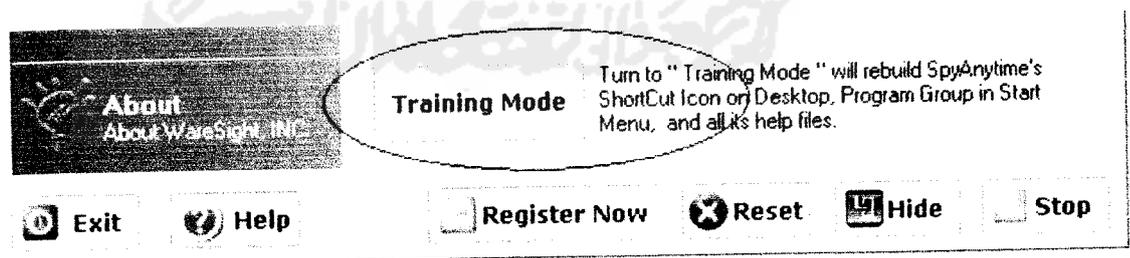 About
About WareSight, INC.
Training Mode
Turn to " Training Mode " will rebuild SpyAnytime's
ShortCut Icon on Desktop, Program Group in Start
Menu, and all its help files.
Exit
Help
Register Now
Reset
Hide
Stop